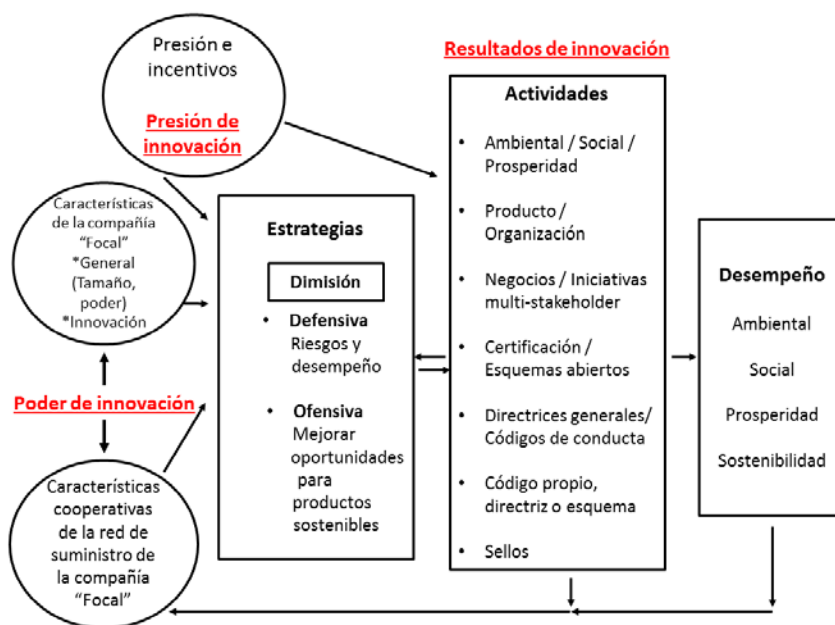 Presión e
incentivos
Presión de
innovación
Características
de la compañía
“Focal”
*General
(Tamaño,
poder)
*Innovación
Poder de innovación
Características
cooperativas
de la red de
suministro de
la compañía
“Focal”
Estrategias
Dimisión
• Defensiva
Riesgos y
desempeño
• Ofensiva
Mejorar
oportunidades
para
productos
sostenibles
Resultados de innovación
Actividades
• Ambiental / Social /
Prosperidad
• Producto /
Organización
• Negocios / Iniciativas
multi-stakeholder
• Certificación /
Esquemas abiertos
• Directrices generales/
Códigos de conducta
• Código propio,
directriz o esquema
• Sellos
Desempeño
Ambiental
Social
Prosperidad
Sostenibilidad